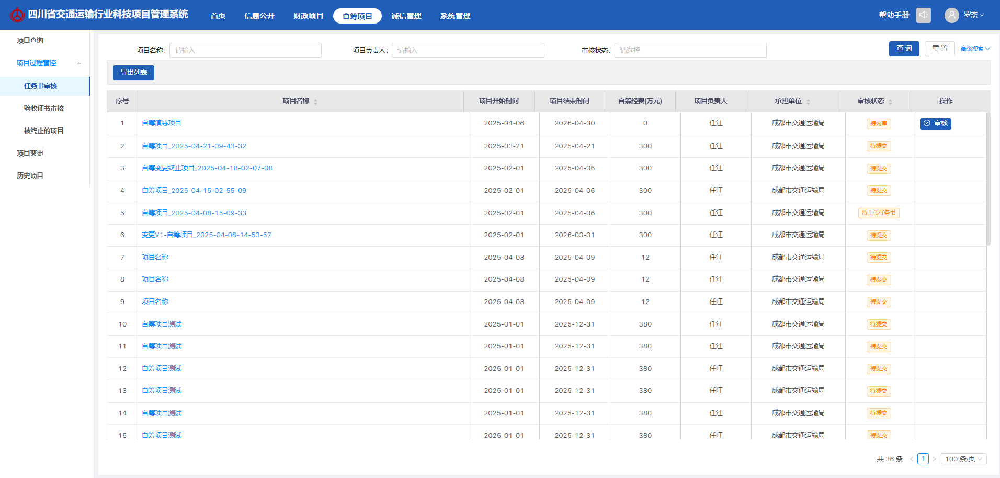 四川省交通运输行业科技项目管理系统 首页 信息公开 财政项目 自筹项目 诚信管理 系统管理 帮助手册 罗杰
项目查询
项目过程管控
任务书审核
验收证书审核
被终止的项目
项目变更
历史项目
项目名称: 请输入 项目负责人: 请输入 审核状态: 请选择 查 询 重 置 高级搜索
导出列表
序号 项目名称 项目开始时间 项目结束时间 自筹经费(万元) 项目负责人 承担单位 审核状态 操作
1 自筹演练项目 2025-04-06 2026-04-30 0 任江 成都市交通运输局 待内审 审核
2 自筹项目_2025-04-21-09-43-32 2025-03-21 2025-04-21 300 任江 成都市交通运输局 待提交
3 自筹变更终止项目_2025-04-18-02-07-08 2025-02-01 2025-04-06 300 任江 成都市交通运输局 待提交
4 自筹项目_2025-04-15-02-55-09 2025-02-01 2025-04-06 300 任江 成都市交通运输局 待提交
5 自筹项目_2025-04-08-15-09-33 2025-02-01 2025-04-06 300 任江 成都市交通运输局 待上传任务书
6 变更V1-自筹项目_2025-04-08-14-53-57 2025-02-01 2026-03-31 300 任江 成都市交通运输局 待提交
7 项目名称 2025-04-08 2025-04-09 12 任江 成都市交通运输局 待提交
8 项目名称 2025-04-08 2025-04-09 12 任江 成都市交通运输局 待提交
9 项目名称 2025-04-08 2025-04-09 12 任江 成都市交通运输局 待提交
10 自筹项目测试 2025-01-01 2025-12-31 380 任江 成都市交通运输局 待提交
11 自筹项目测试 2025-01-01 2025-12-31 380 任江 成都市交通运输局 待提交
12 自筹项目测试 2025-01-01 2025-12-31 380 任江 成都市交通运输局 待提交
13 自筹项目测试 2025-01-01 2025-12-31 380 任江 成都市交通运输局 待提交
14 自筹项目测试 2025-01-01 2025-12-31 380 任江 成都市交通运输局 待提交
15 自筹项目测试 2025-01-01 2025-12-31 380 任江 成都市交通运输局 待提交
共 36 条 1 100 条/页